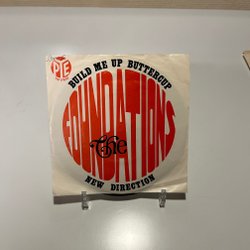 PYE
BUILD ME UP BUTTERCUP
The
FOUNDATIONS
NEW DIRECTION